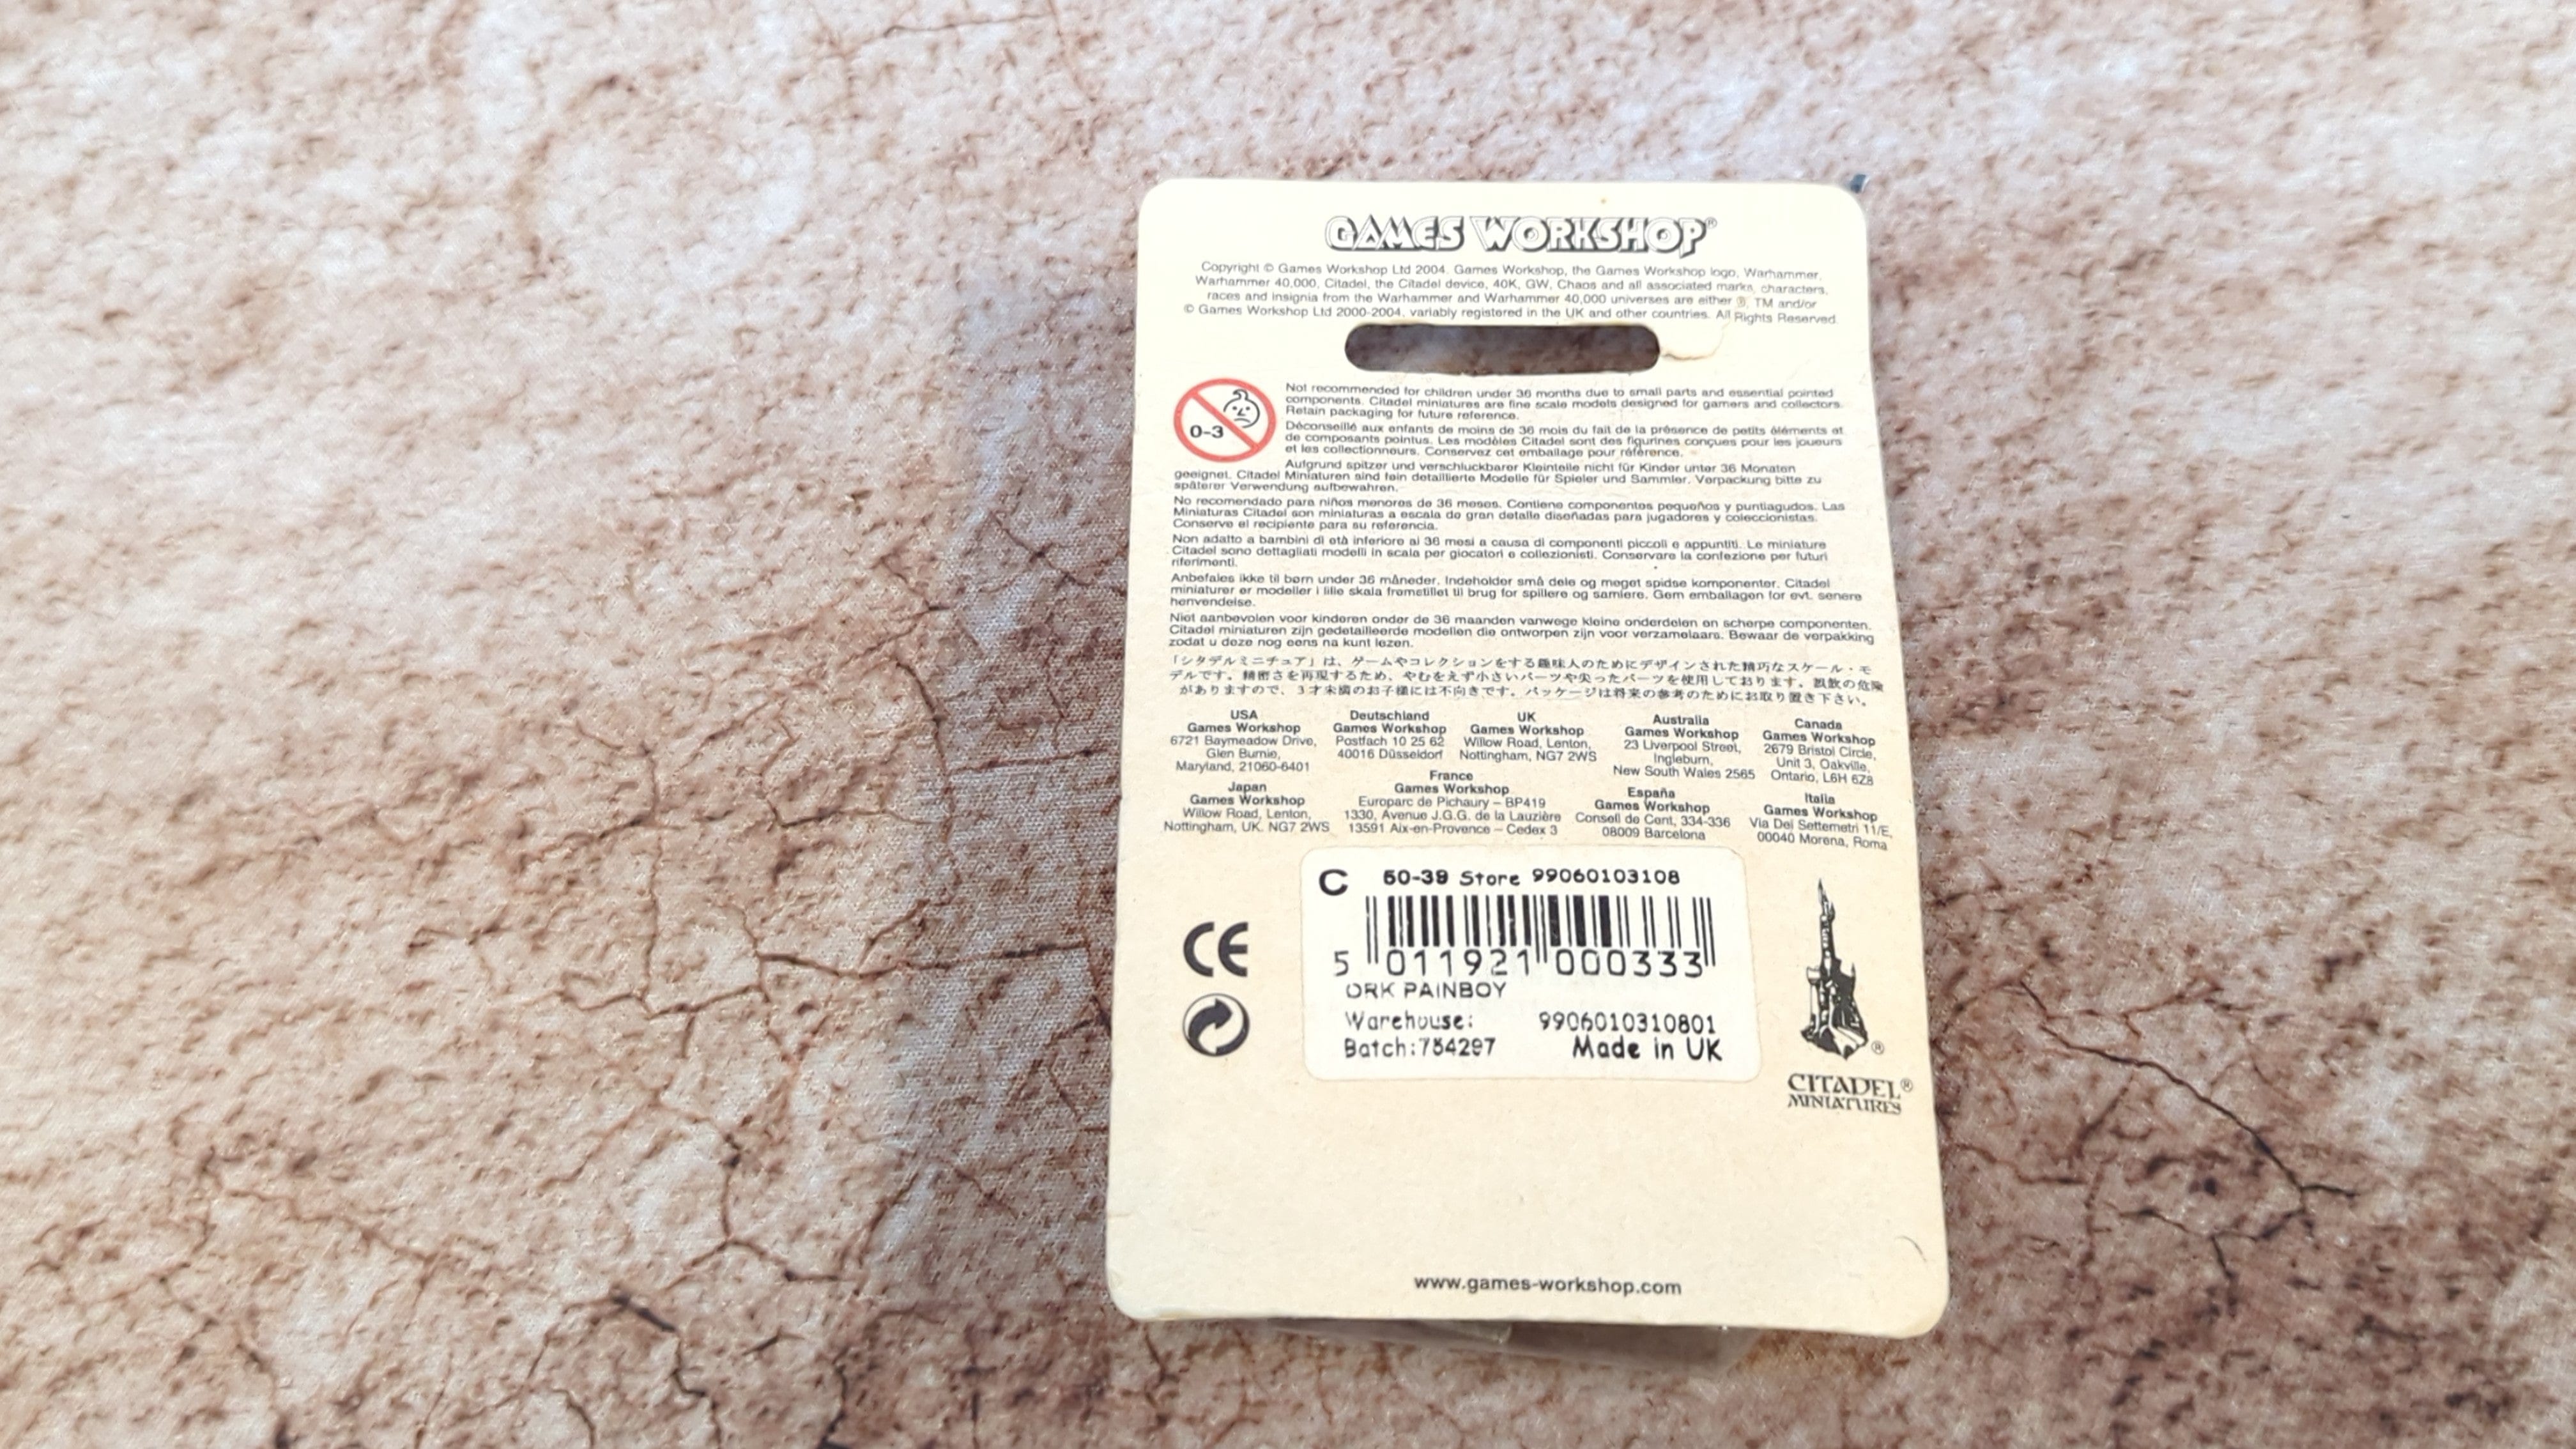 GAMES WORKSHOP®
Copyright © Games Workshop Ltd 2004. Games Workshop, the Games Workshop logo, Warhammer,
Warhammer 40,000, Citadel, the Citadel device, 40K, GW, Chaos and all associated marks, characters,
races and insignia from the Warhammer and Warhammer 40,000 universes are either ®, TM and/or
© Games Workshop Ltd 2000-2004, variably registered in the UK and other countries. All Rights Reserved.
Not recommended for children under 36 months due to small parts and essential pointed
components. Citadel miniatures are fine scale models designed for gamers and collectors.
Retain packaging for future reference.
0-3
Déconseillé aux enfants de moins de 36 mois du fait de la présence de petits éléments et
de composants pointus. Les modèles Citadel sont des figurines conçues pour les joueurs
et les collectionneurs. Conservez cet emballage pour référence.
Aufgrund spitzer und verschluckbarer Kleinteile nicht für Kinder unter 36 Monaten
geeignet. Citadel Miniaturen sind fein detaillierte Modelle für Spieler und Sammler. Verpackung bitte zu
späterer Verwendung aufbewahren.
No recomendado para niños menores de 36 meses. Contiene componentes pequeños y puntiagudos. Las
Miniaturas Citadel son miniaturas a escala de gran detalle diseñadas para jugadores y coleccionistas.
Conserve el recipiente para su referencia.
Non adatto a bambini di età inferiore ai 36 mesi a causa di componenti piccoli e appuntiti. Le miniature
Citadel sono dettagliati modelli in scala per giocatori e collezionisti. Conservare la confezione per futuri
riferimenti.
Anbefales ikke til børn under 36 måneder. Indeholder små dele og meget spidse komponenter. Citadel
miniaturer er modeller i lille skala fremstillet til brug for spillere og samlere. Gem emballagen for evt. senere
henvendelse.
Niet aanbevolen voor kinderen onder de 36 maanden vanwege kleine onderdelen en scherpe componenten.
Citadel miniaturen zijn gedetailleerde modellen die ontworpen zijn voor verzamelaars. Bewaar de verpakking
zodat u deze nog eens na kunt lezen.
「シタデルミニチュア」は、ゲームやコレクションをする趣味人のためにデザインされた精巧なスケール・モ
デルです。精密さを再現するため、やむをえず小さいパーツや尖ったパーツを使用しております。誤飲の危険
がありますので、3才未満のお子様には不向きです。パッケージは将来の参考のためにお取り置き下さい。
USA
Games Workshop
6721 Baymeadow Drive,
Glen Burnie,
Maryland, 21060-6401
Deutschland
Games Workshop
Postfach 10 25 62
40016 Düsseldorf
UK
Games Workshop
Willow Road, Lenton,
Nottingham, NG7 2WS
Australia
Games Workshop
23 Liverpool Street,
Ingleburn,
New South Wales 2565
Canada
Games Workshop
2679 Bristol Circle,
Unit 3, Oakville,
Ontario, L6H 6Z8
Japan
Games Workshop
Willow Road, Lenton,
Nottingham, UK. NG7 2WS
France
Games Workshop
Europarc de Pichaury – BP419
1330, Avenue J.G.G. de la Lauzière
13591 Aix-en-Provence – Cedex 3
España
Games Workshop
Consell de Cent, 334-336
08009 Barcelona
Italia
Games Workshop
Via Dei Settemetri 11/E,
00040 Morena, Roma
C 50-39 Store 99060103108
5 011921 000333
ORK PAINBOY
Warehouse: 9906010310801
Batch:784297 Made in UK
CE
®
CITADEL®
MINIATURES
www.games-workshop.com